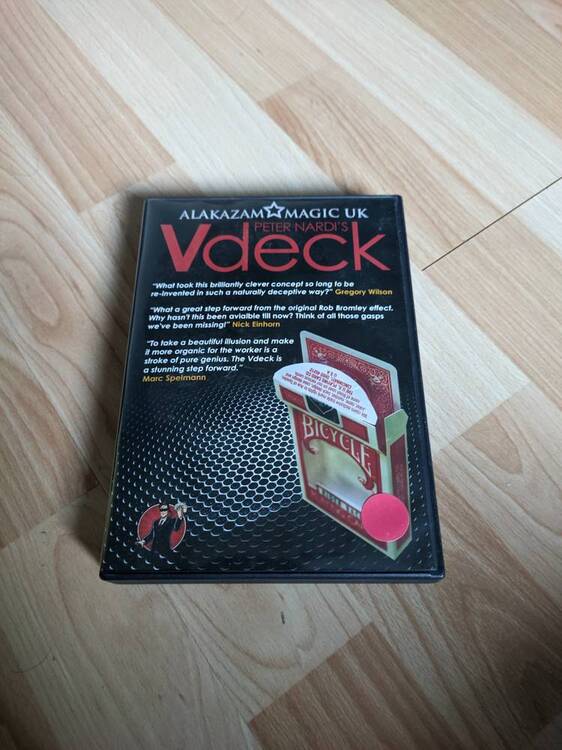 ALAKAZAM MAGIC UK
PETER NARDI'S
Vdeck
"What took this brilliantly clever concept so long to be
re-invented in such a naturally deceptive way?" Gregory Wilson
"What a great step forward from the original Rob Bromley effect.
Why hasn't this been avialble till now? Think of all those gasps
we've been missing!" Nick Einhorn
"To take a beautiful illusion and make
it more organic for the worker is a
stroke of pure genius. The Vdeck is
a stunning step forward."
Marc Spelmann
BICYCLE